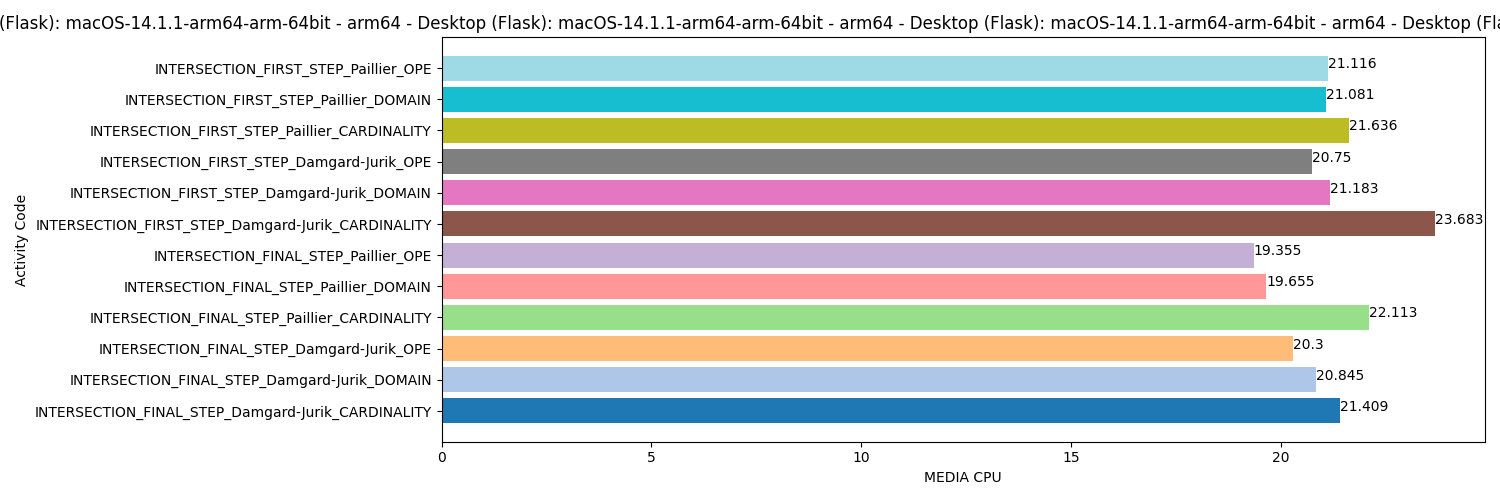 (Flask): macOS-14.1.1-arm64-arm-64bit - arm64 - Desktop (Flask): macOS-14.1.1-arm64-arm-64bit - arm64 - Desktop (Flask): macOS-14.1.1-arm64-arm-64bit - arm64 - Desktop (Fla
INTERSECTION_FIRST_STEP_Paillier_OPE 21.116
INTERSECTION_FIRST_STEP_Paillier_DOMAIN 21.081
INTERSECTION_FIRST_STEP_Paillier_CARDINALITY 21.636
INTERSECTION_FIRST_STEP_Damgard-Jurik_OPE 20.75
INTERSECTION_FIRST_STEP_Damgard-Jurik_DOMAIN 21.183
INTERSECTION_FIRST_STEP_Damgard-Jurik_CARDINALITY 23.683
INTERSECTION_FINAL_STEP_Paillier_OPE 19.355
INTERSECTION_FINAL_STEP_Paillier_DOMAIN 19.655
INTERSECTION_FINAL_STEP_Paillier_CARDINALITY 22.113
INTERSECTION_FINAL_STEP_Damgard-Jurik_OPE 20.3
INTERSECTION_FINAL_STEP_Damgard-Jurik_DOMAIN 20.845
INTERSECTION_FINAL_STEP_Damgard-Jurik_CARDINALITY 21.409
Activity Code
0 5 10 15 20
MEDIA CPU